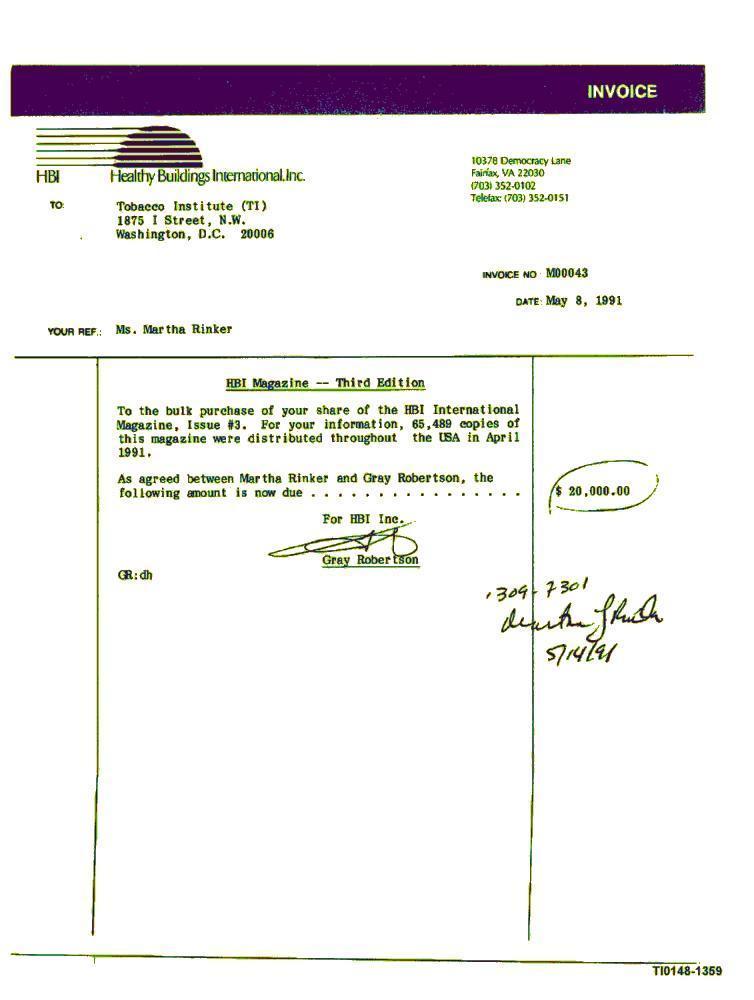 INVOICE
HBI Healthy Buildings International, Inc.
10378 Democracy Lane
Fairfax, VA 22030
(703) 352-0102
Telefax: (703) 352-0151
TO: Tobacco Institute (TI)
1875 I Street, N.W.
Washington, D.C. 20006
INVOICE NO M00043
DATE: May 8, 1991
YOUR REF.: Ms. Martha Rinker
HBI Magazine -- Third Edition
To the bulk purchase of your share of the HBI International
Magazine, Issue #3. For your information, 65,489 copies of
this magazine were distributed throughout the USA in April
1991.
As agreed between Martha Rinker and Gray Robertson, the
following amount is now due . . . . . . . . . . . . . . . . $ 20,000.00
For HBI Inc.
Gray Robertson
GR:dh
1309-7301
5/14/91
TI0148-1359